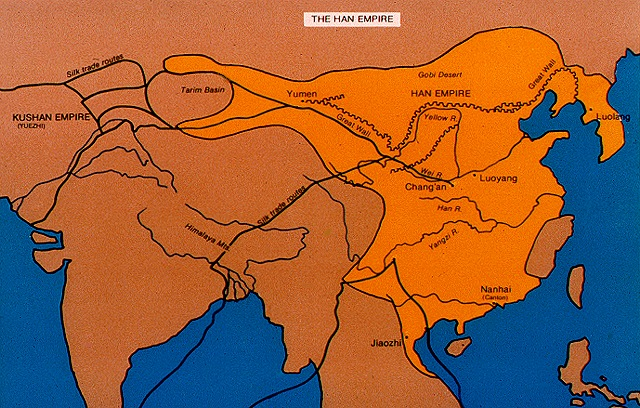 THE HAN EMPIRE
Silk trade routes
Gobi Desert
Great Wall
Tarim Basin
Yumen
HAN EMPIRE
KUSHAN EMPIRE
(YUEZHI)
Great Wall
Yellow R.
Luolang
Wei R.
Chang'an
Luoyang
Silk trade routes
Han R.
Himalaya Mts.
Yangzi R.
Nanhai
(Canton)
Jiaozhi